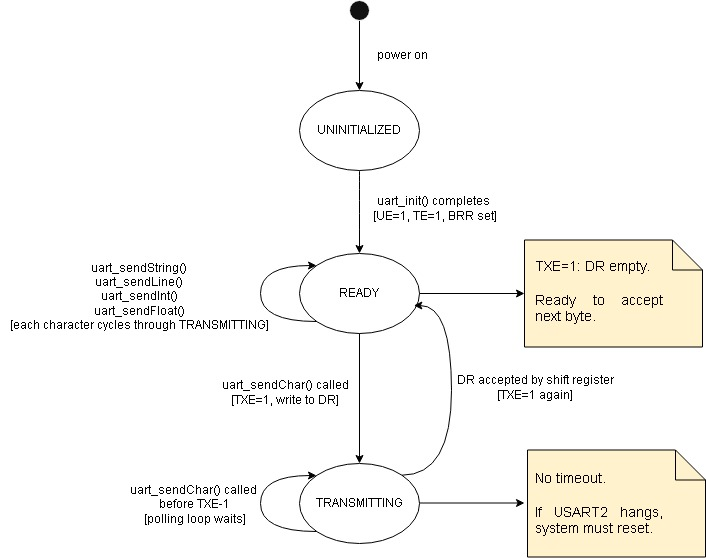 power on
UNINITIALIZED
uart_init() completes
[UE=1, TE=1, BRR set]
uart_sendString()
uart_sendLine()
uart_sendInt()
uart_sendFloat()
[each character cycles through TRANSMITTING]
READY
TXE=1: DR empty.
Ready to accept
next byte.
uart_sendChar() called
[TXE=1, write to DR]
DR accepted by shift register
[TXE=1 again]
uart_sendChar() called
before TXE-1
[polling loop waits]
TRANSMITTING
No timeout.
If USART2 hangs,
system must reset.